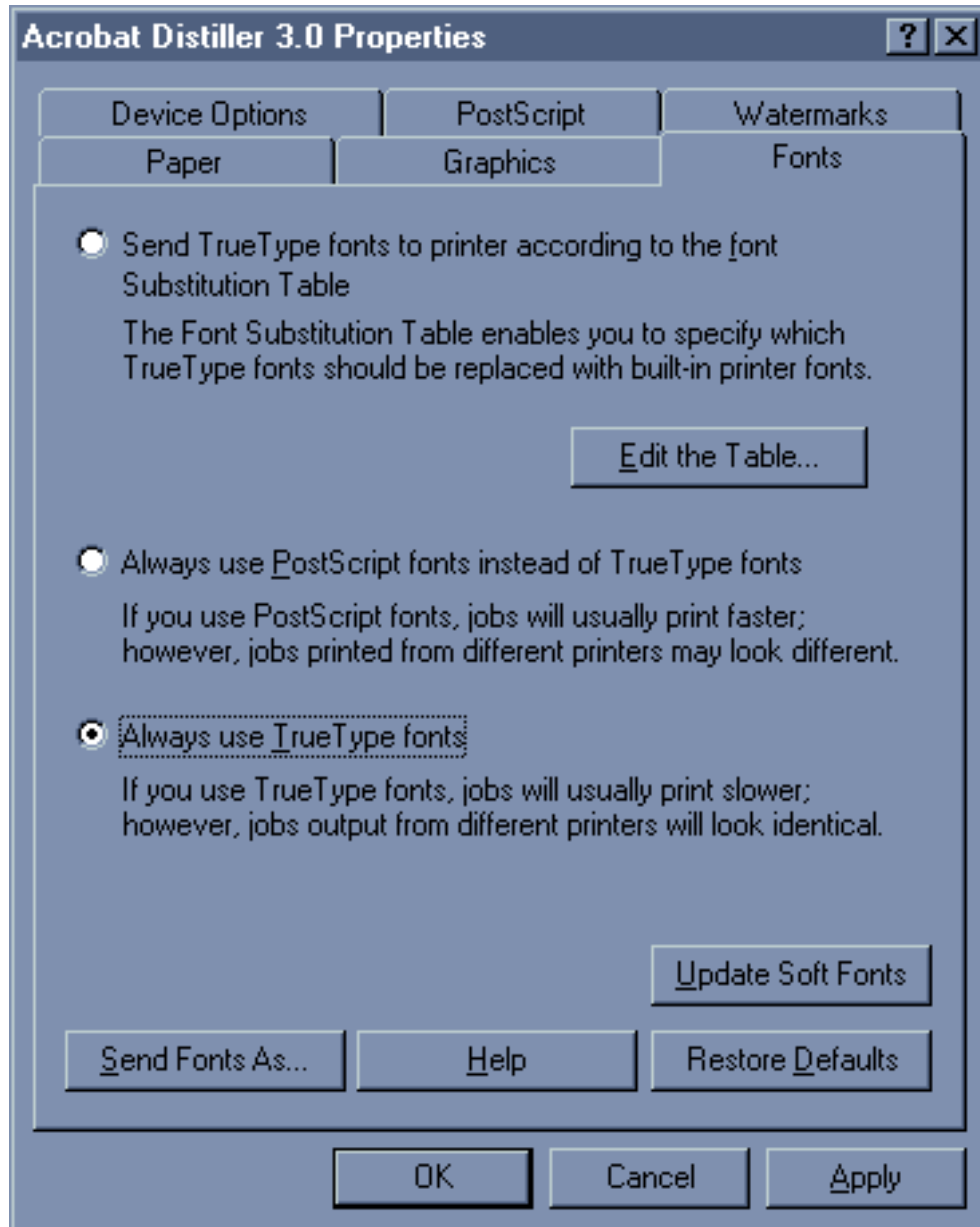 Acrobat Distiller 3.0 Properties
Device Options PostScript Watermarks
Paper Graphics Fonts
Send TrueType fonts to printer according to the font
Substitution Table
The Font Substitution Table enables you to specify which
TrueType fonts should be replaced with built-in printer fonts.
Edit the Table...
Always use PostScript fonts instead of TrueType fonts
If you use PostScript fonts, jobs will usually print faster;
however, jobs printed from different printers may look different.
Always use TrueType fonts
If you use TrueType fonts, jobs will usually print slower;
however, jobs output from different printers will look identical.
Update Soft Fonts
Send Fonts As... Help Restore Defaults
OK Cancel Apply